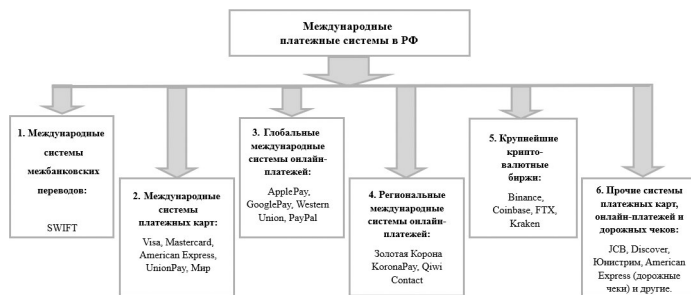 Международные
платежные системы в РФ
1. Международные
системы
межбанковских
переводов:
SWIFT
2. Международные
системы
платежных карт:
Visa, Mastercard,
American Express,
UnionPay, Мир
3. Глобальные
международные
системы онлайн-
платежей:
ApplePay,
GooglePay, Western
Union, PayPal
4. Региональные
международные
системы онлайн-
платежей:
Золотая Корона
KoronaPay, Qiwi
Contact
5. Крупнейшие
крипто-
валютные
биржи:
Binance,
Coinbase, FTX,
Kraken
6. Прочие системы
платежных карт,
онлайн-платежей и
дорожных чеков:
JCB, Discover,
Юнистрим, American
Express (дорожные
чеки) и другие.